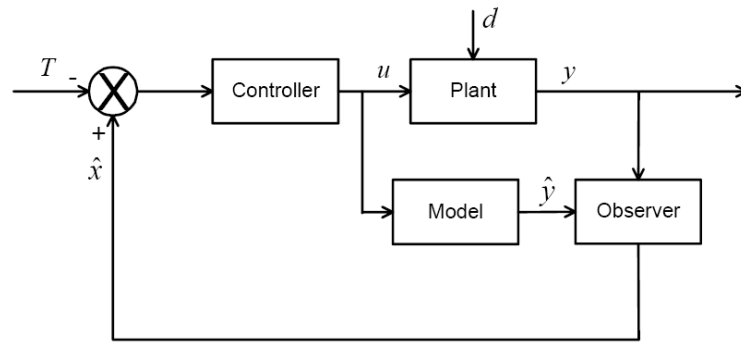 d
T
-
Controller
u
Plant
y
+
x̂
Model
ŷ
Observer